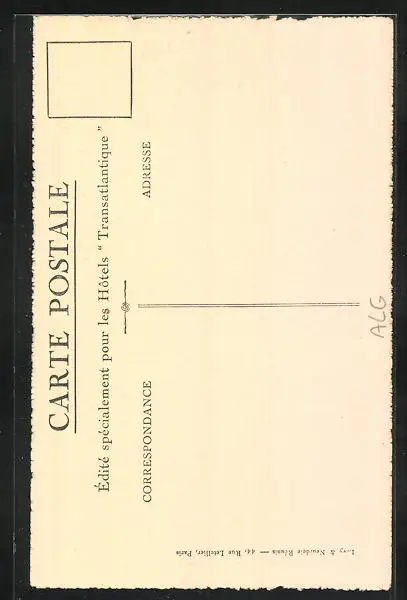 CARTE POSTALE
Édité spécialement pour les Hôtels “ Transatlantique ”
CORRESPONDANCE
ADRESSE
Lévy & Neurdein Réunis — 44, Rue Letellier, Paris
ALG